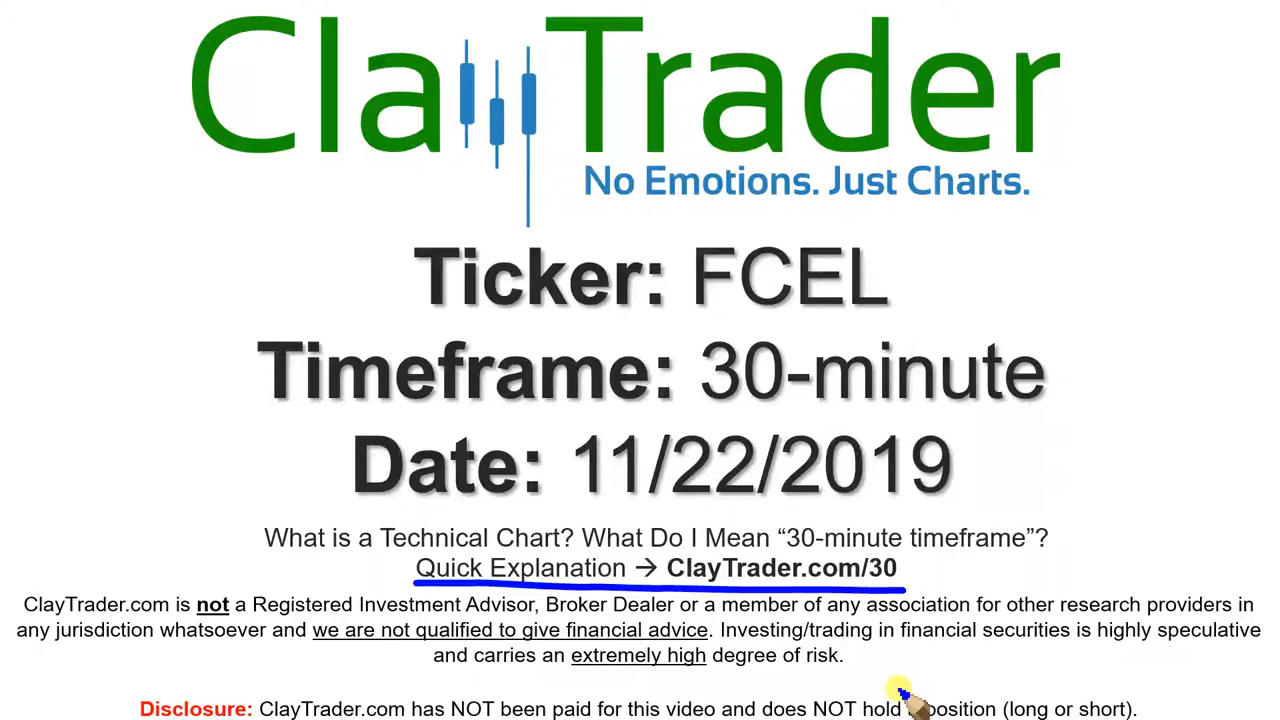 ClayTrader
No Emotions. Just Charts.
Ticker: FCEL
Timeframe: 30-minute
Date: 11/22/2019
What is a Technical Chart? What Do I Mean “30-minute timeframe”?
Quick Explanation → ClayTrader.com/30
ClayTrader.com is not a Registered Investment Advisor, Broker Dealer or a member of any association for other research providers in
any jurisdiction whatsoever and we are not qualified to give financial advice. Investing/trading in financial securities is highly speculative
and carries an extremely high degree of risk.
Disclosure: ClayTrader.com has NOT been paid for this video and does NOT hold a position (long or short).